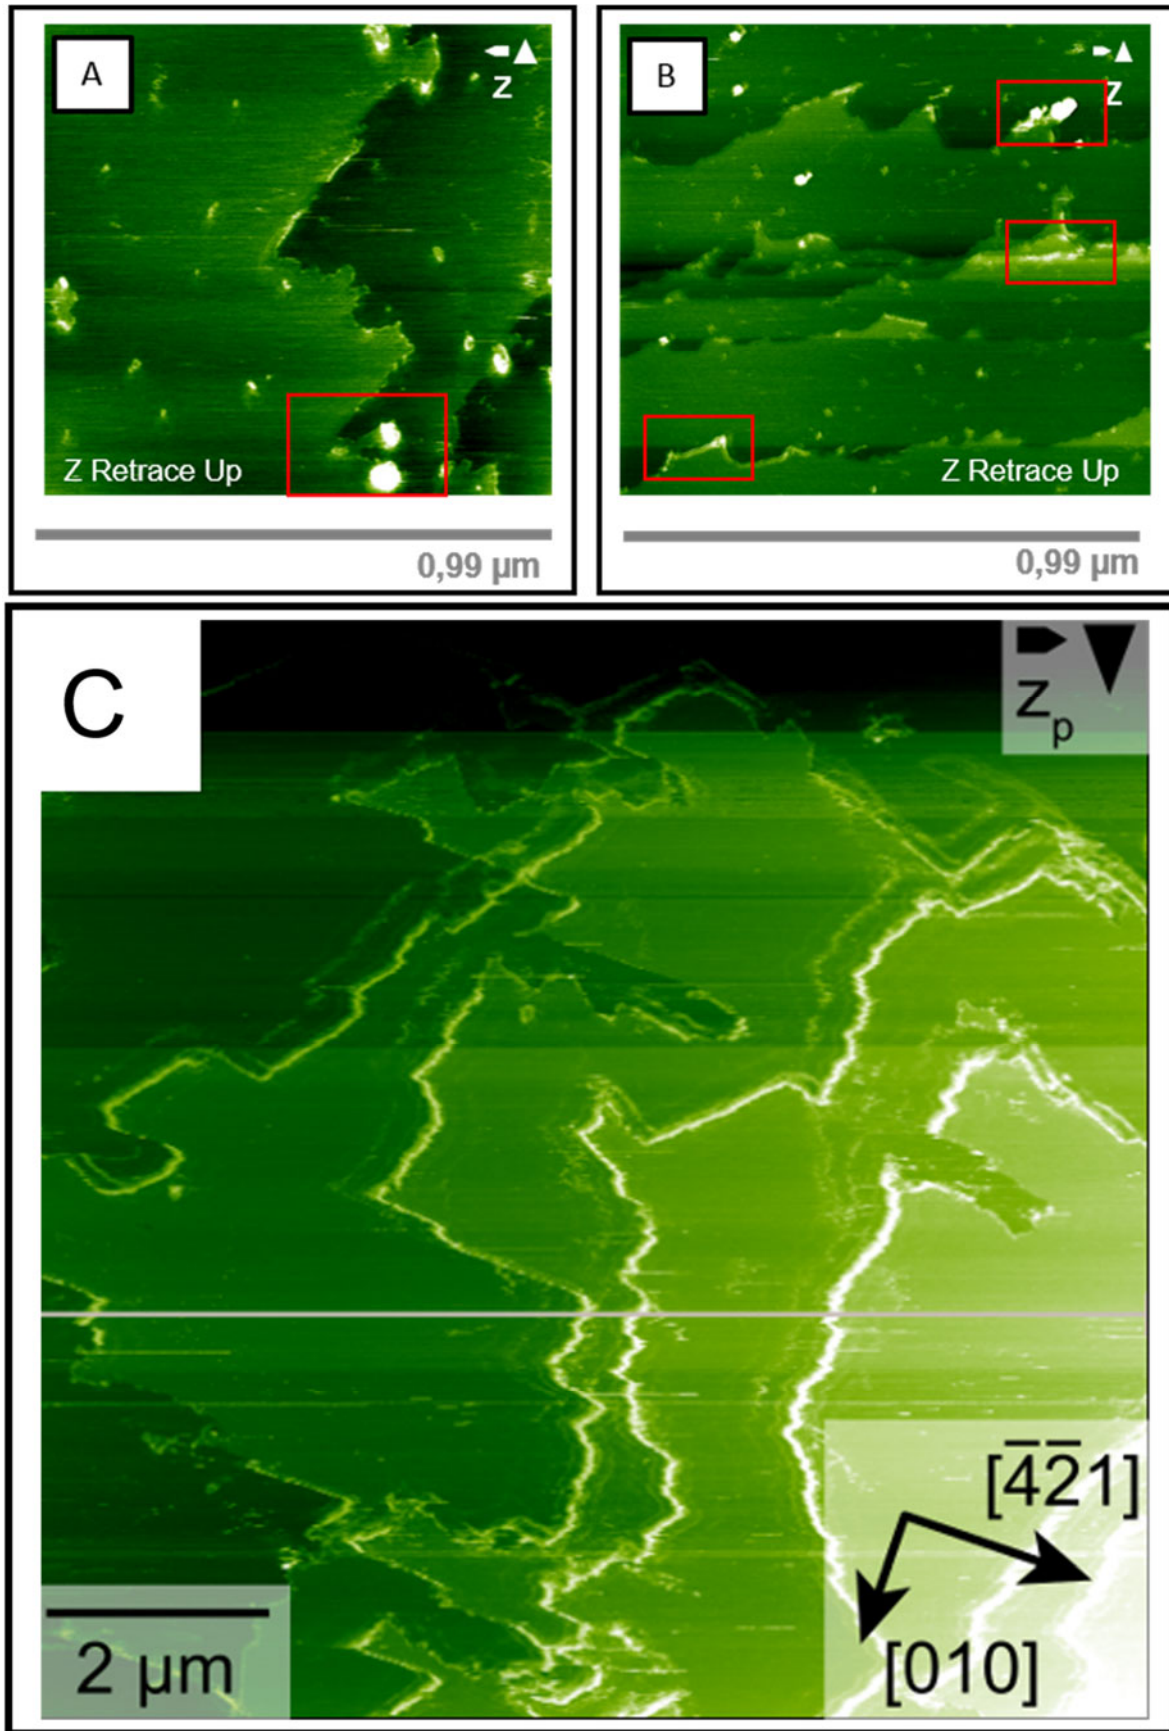 A
Z
Z Retrace Up
0,99 µm
B
Z
Z Retrace Up
0,99 µm
C
Zp
[4̅2̅1]
[010]
2 µm